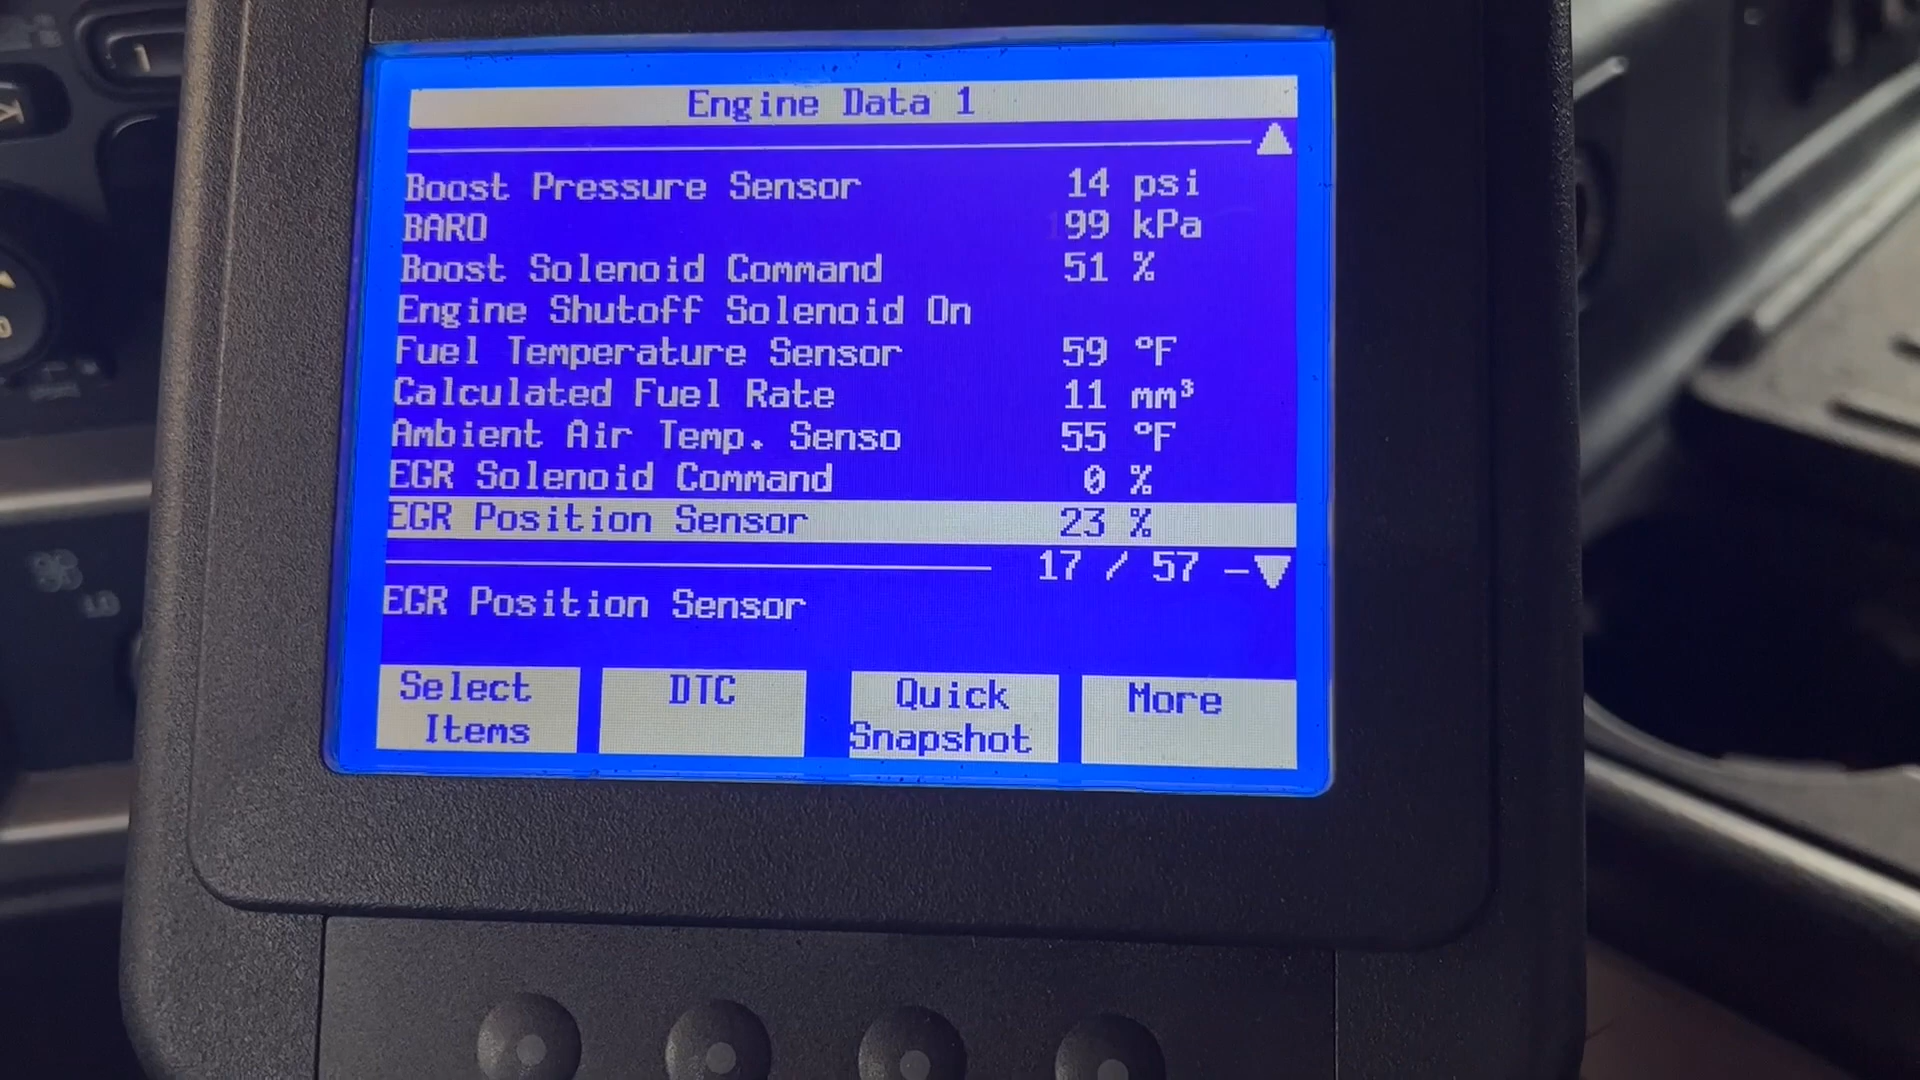 Engine Data 1
Boost Pressure Sensor 14 psi
BARO 99 kPa
Boost Solenoid Command 51 %
Engine Shutoff Solenoid On
Fuel Temperature Sensor 59 °F
Calculated Fuel Rate 11 mm³
Ambient Air Temp. Senso 55 °F
EGR Solenoid Command 0 %
EGR Position Sensor 23 %
17 / 57
EGR Position Sensor
Select Items
DTC
Quick Snapshot
More
1
LO